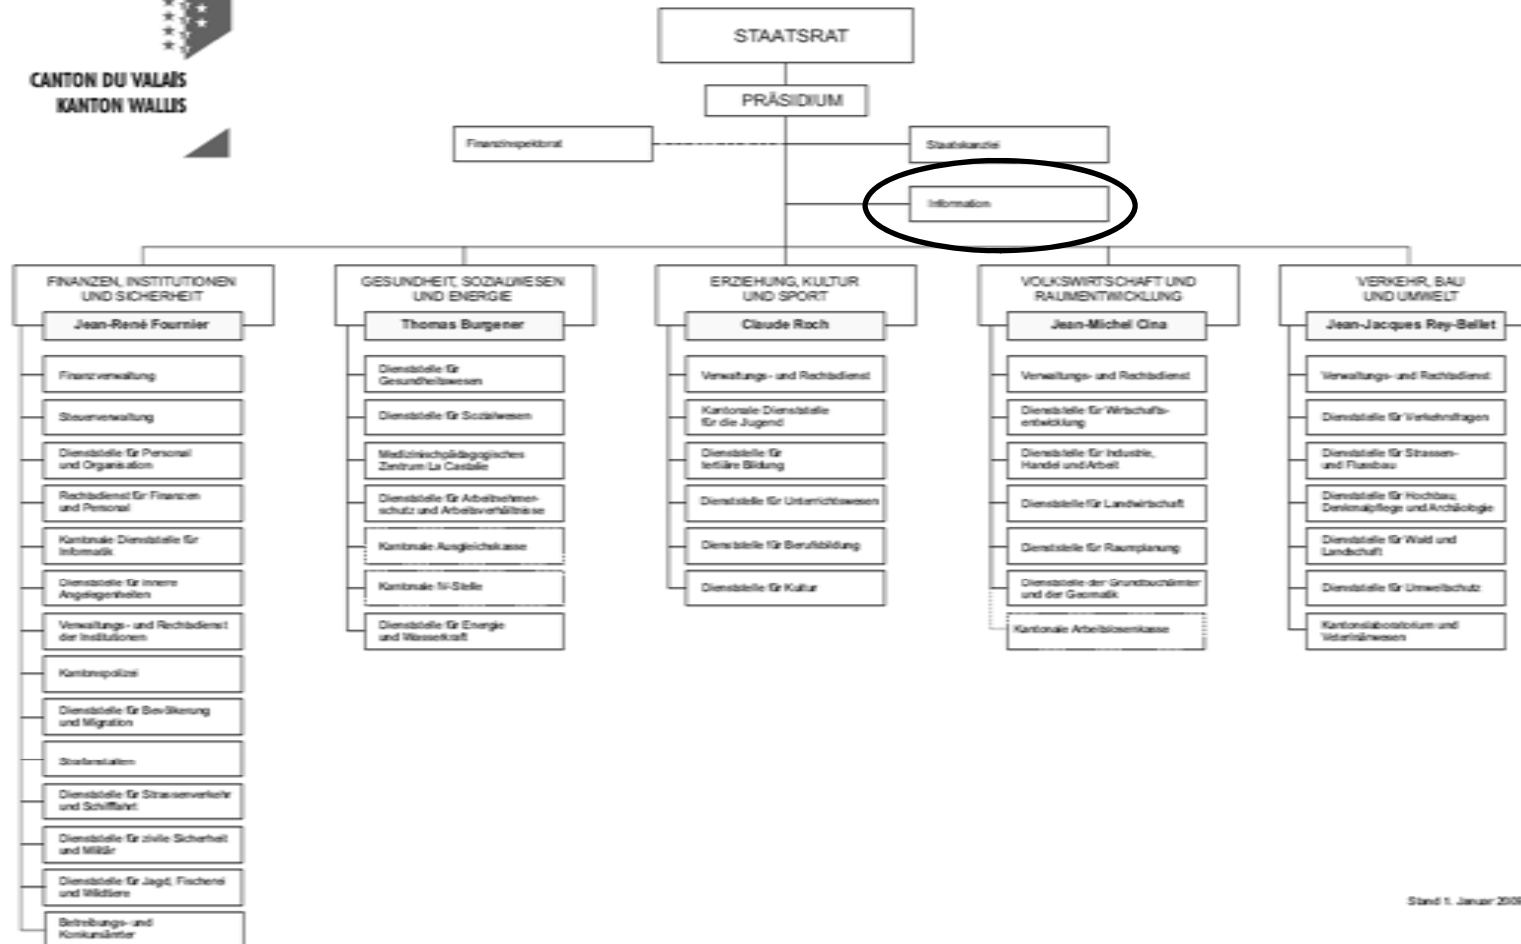 CANTON DU VALAIS
KANTON WALLIS
STAATSRAT
PRÄSIDIUM
Finanzinspektorat
Staatskanzlei
Information
FINANZEN, INSTITUTIONEN
UND SICHERHEIT
Jean-René Fournier
Finanzverwaltung
Steuerverwaltung
Dienststelle für Personal
und Organisation
Rechtsdienst für Finanzen
und Personal
Kantonale Dienststelle für
Informatik
Dienststelle für innere
Angelegenheiten
Verwaltungs- und Rechtsdienst
der Institutionen
Kantonspolizei
Dienststelle für Bevölkerung
und Migration
Strafanstalten
Dienststelle für Strassenverkehr
und Schifffahrt
Dienststelle für zivile Sicherheit
und Militär
Dienststelle für Jagd, Fischerei
und Wildtiere
Betreibungs- und
Konkursämter
GESUNDHEIT, SOZIALWESEN
UND ENERGIE
Thomas Burgener
Dienststelle für
Gesundheitswesen
Dienststelle für Sozialwesen
Medizinischpädagogisches
Zentrum La Castalie
Dienststelle für Arbeitnehmer-
schutz und Arbeitsverhältnisse
Kantonale Ausgleichskasse
Kantonale IV-Stelle
Dienststelle für Energie
und Wasserkraft
ERZIEHUNG, KULTUR
UND SPORT
Claude Roch
Verwaltungs- und Rechtsdienst
Kantonale Dienststelle
für die Jugend
Dienststelle für
tertiäre Bildung
Dienststelle für Unterrichtswesen
Dienststelle für Berufsbildung
Dienststelle für Kultur
VOLKSWIRTSCHAFT UND
RAUMENTWICKLUNG
Jean-Michel Cina
Verwaltungs- und Rechtsdienst
Dienststelle für Wirtschafts-
entwicklung
Dienststelle für Industrie,
Handel und Arbeit
Dienststelle für Landwirtschaft
Dienststelle für Raumplanung
Dienststelle der Grundbuchämter
und der Geomatik
Kantonale Arbeitslosenkasse
VERKEHR, BAU
UND UMWELT
Jean-Jacques Rey-Bellet
Verwaltungs- und Rechtsdienst
Dienststelle für Verkehrsfragen
Dienststelle für Strassen-
und Flussbau
Dienststelle für Hochbau,
Denkmalpflege und Archäologie
Dienststelle für Wald und
Landschaft
Dienststelle für Umweltschutz
Kantonslaboratorium und
Veterinärwesen
Stand 1. Januar